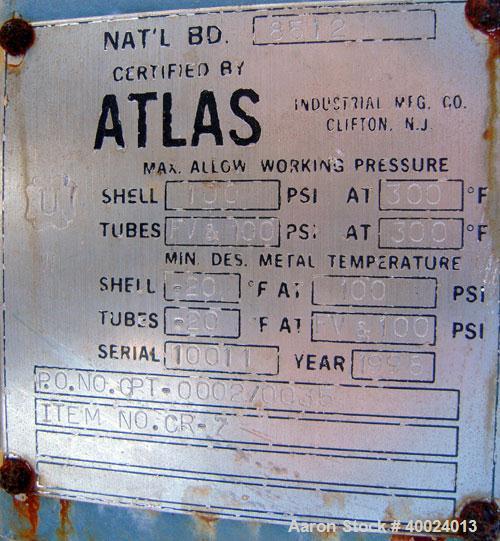 NAT'L BD. 8512
CERTIFIED BY
ATLAS
INDUSTRIAL MFG. CO.
CLIFTON, N.J.
MAX. ALLOW WORKING PRESSURE
U
SHELL 100 PSI AT 300 °F
TUBES FV & 100 PSI AT 300 °F
MIN. DES. METAL TEMPERATURE
SHELL -20 °F AT 100 PSI
TUBES -20 °F AT FV & 100 PSI
SERIAL 10011 YEAR 1998
P.O.NO.CPT-0002/0035
ITEM NO.CR-7
Aaron Stock # 40024013